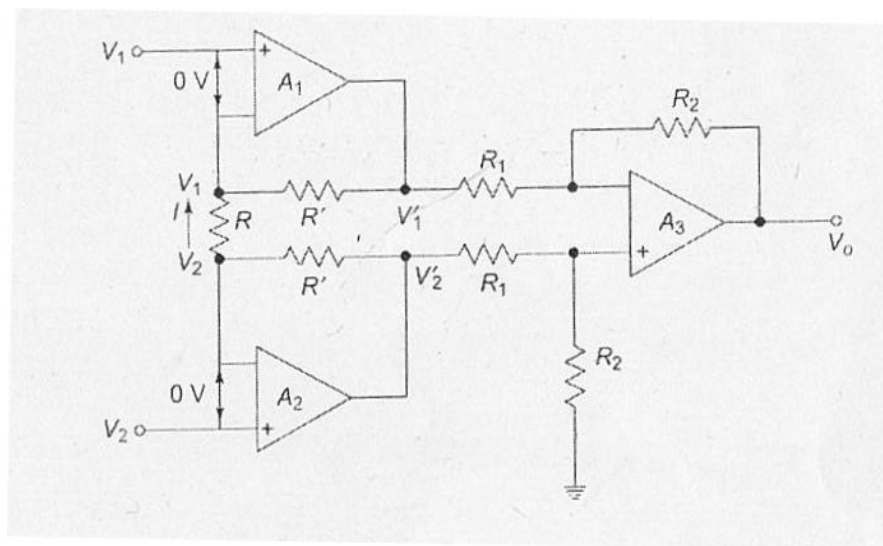 V₁
+
0 V
A₁
R₂
V₁
R'
R₁
I
R
V'₁
A₃
V₂
R'
V'₂
R₁
+
Vₒ
R₂
0 V
A₂
V₂
+